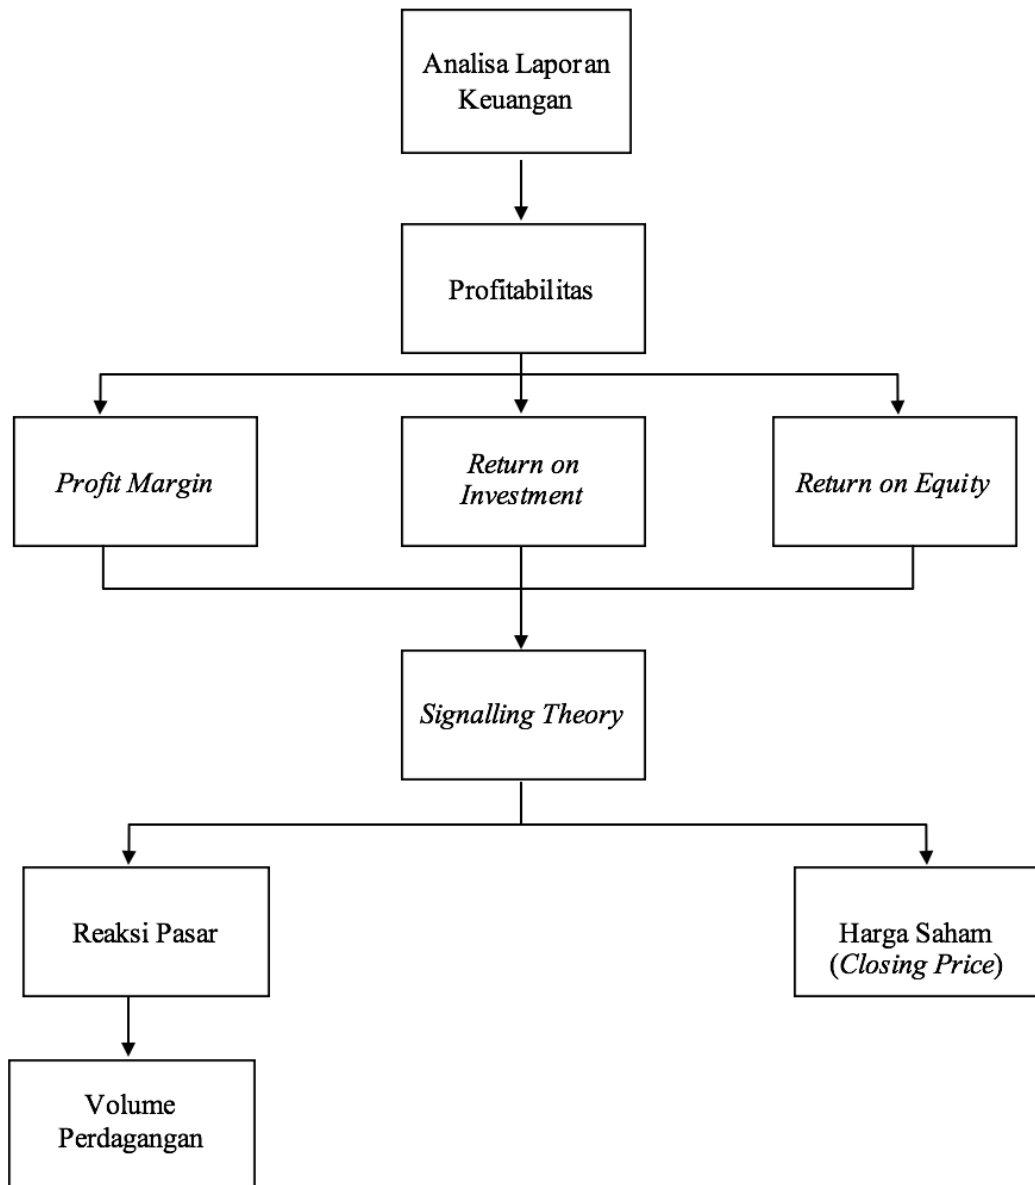 Analisa Laporan
Keuangan
Profitabilitas
Profit Margin
Return on
Investment
Return on Equity
Signalling Theory
Reaksi Pasar
Harga Saham
(Closing Price)
Volume
Perdagangan